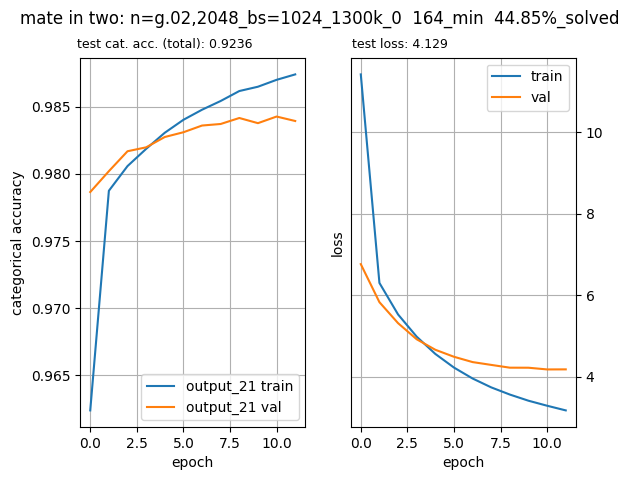 mate in two: n=g.02,2048_bs=1024_1300k_0  164_min  44.85%_solved
test cat. acc. (total): 0.9236
test loss: 4.129
categorical accuracy
0.985
0.980
0.975
0.970
0.965
output_21 train
output_21 val
0.0 2.5 5.0 7.5 10.0
epoch
loss
train
val
10
8
6
4
0.0 2.5 5.0 7.5 10.0
epoch